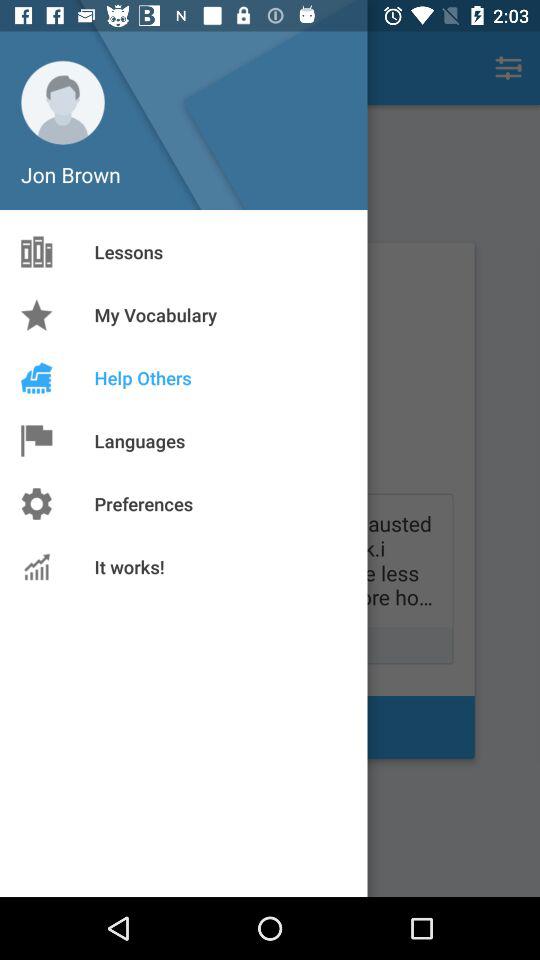 2:03
Jon Brown
Lessons
My Vocabulary
Help Others
Languages
Preferences
It works!
austed
k.i
e less
ore ho...